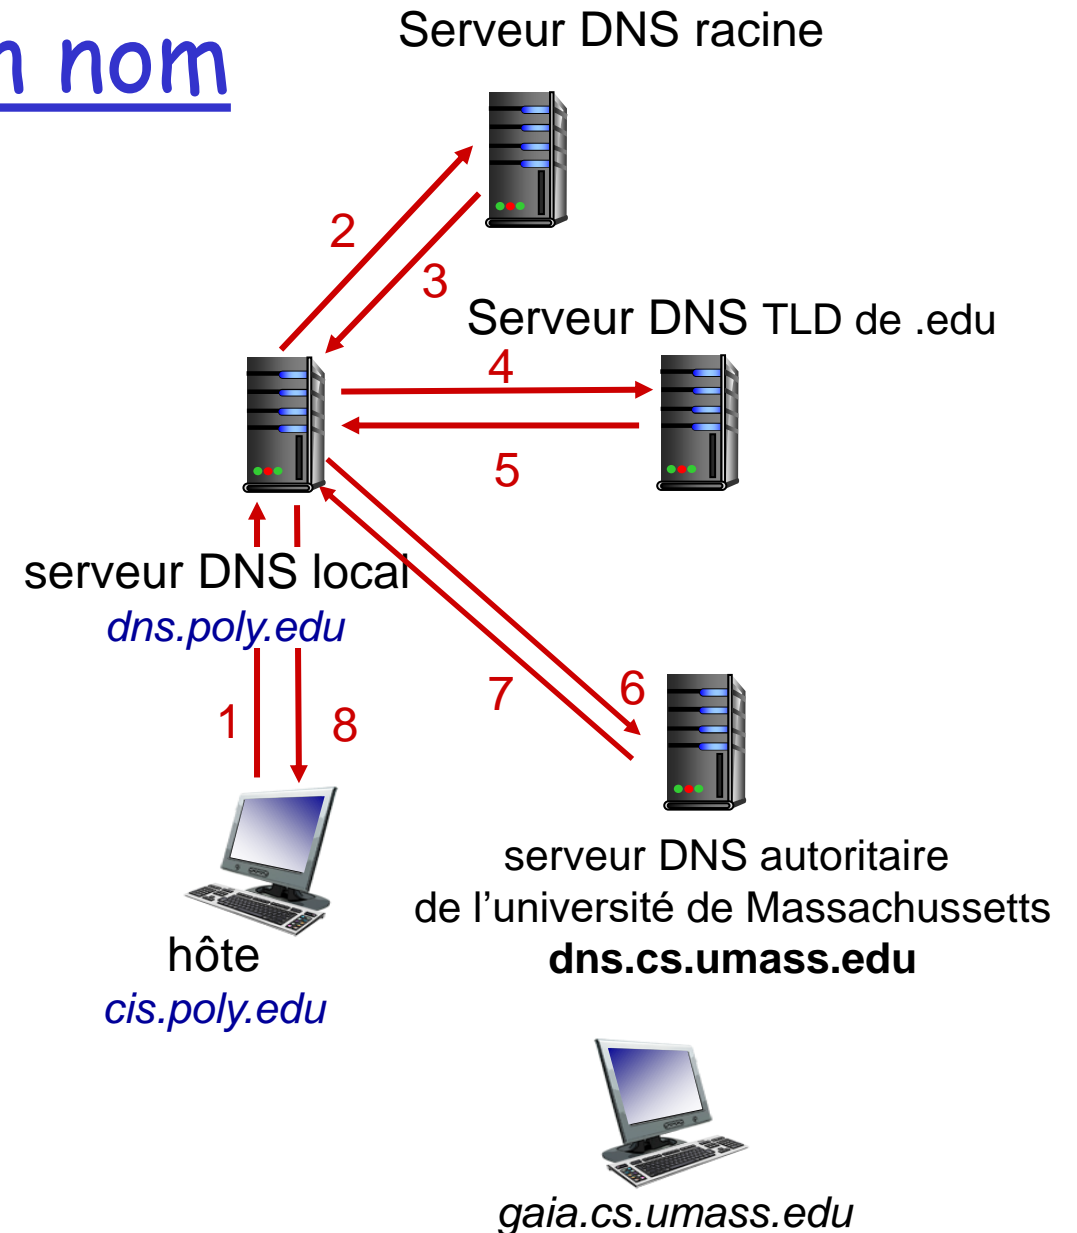 n nom
Serveur DNS racine
2
3
Serveur DNS TLD de .edu
4
5
serveur DNS local
dns.poly.edu
1
8
7
6
hôte
cis.poly.edu
serveur DNS autoritaire
de l’université de Massachussetts
dns.cs.umass.edu
gaia.cs.umass.edu